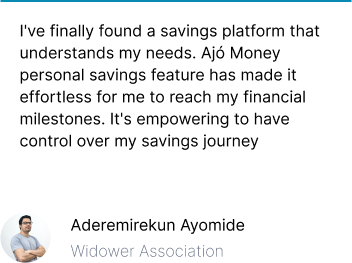 I've finally found a savings platform that
understands my needs. Ajó Money
personal savings feature has made it
effortless for me to reach my financial
milestones. It's empowering to have
control over my savings journey
Aderemirekun Ayomide
Widower Association